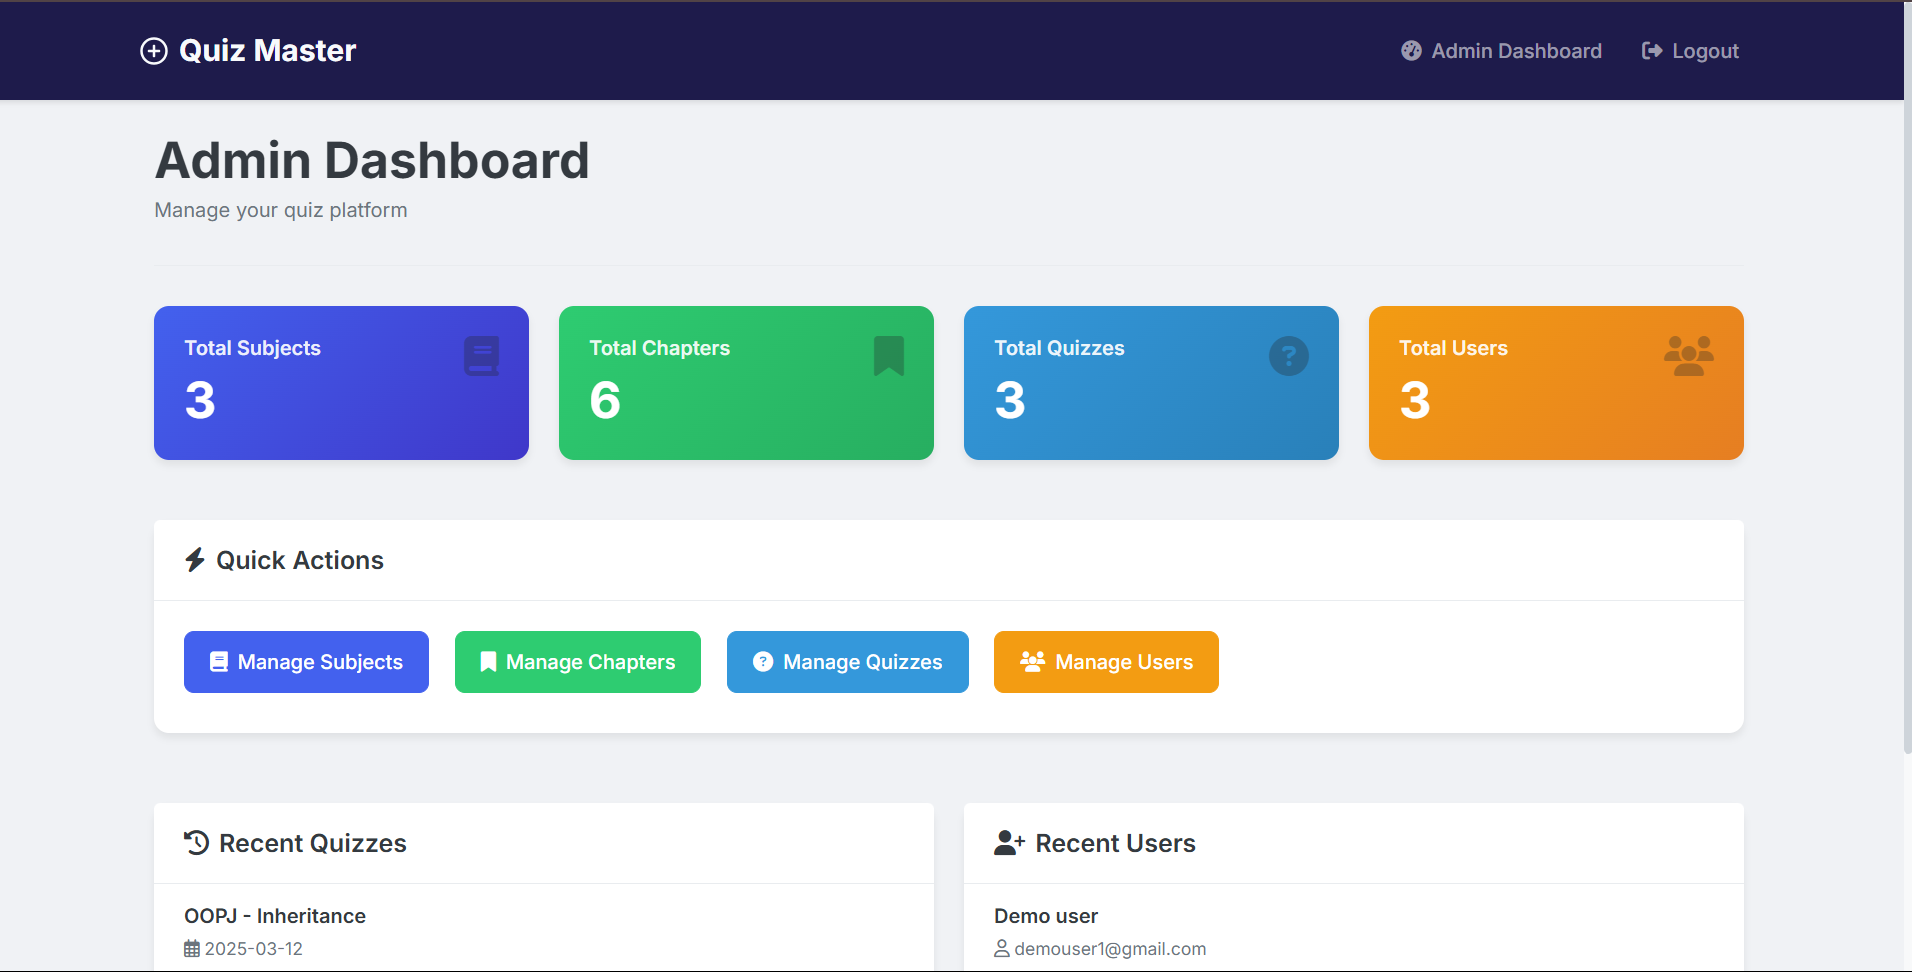 Quiz Master
Admin Dashboard
Logout
Admin Dashboard
Manage your quiz platform
Total Subjects
3
Total Chapters
6
Total Quizzes
3
Total Users
3
Quick Actions
Manage Subjects
Manage Chapters
Manage Quizzes
Manage Users
Recent Quizzes
OOPJ - Inheritance
2025-03-12
Recent Users
Demo user
demouser1@gmail.com